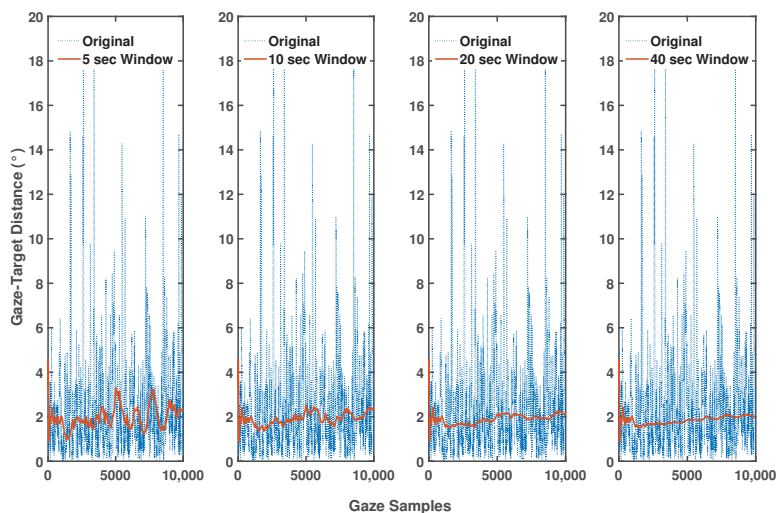 20 20 20 20
Original Original Original Original
5 sec Window 10 sec Window 20 sec Window 40 sec Window
18 18 18 18
16 16 16 16
14 14 14 14
12 12 12 12
10 10 10 10
8 8 8 8
6 6 6 6
4 4 4 4
2 2 2 2
0 0 0 0
0 5000 10,000 0 5000 10,000 0 5000 10,000 0 5000 10,000
Gaze-Target Distance (°)
Gaze Samples